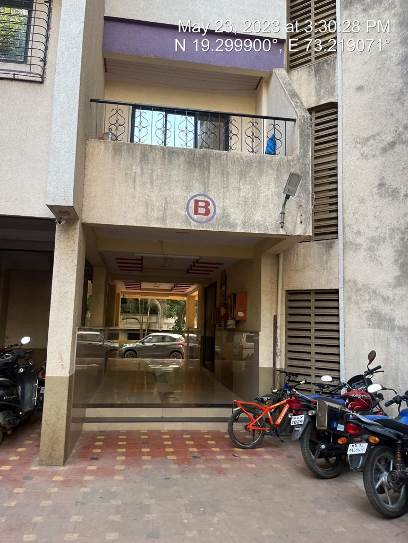 May 23, 2023 at 3:30:28 PM
N 19.299900°, E 73.219071°
B